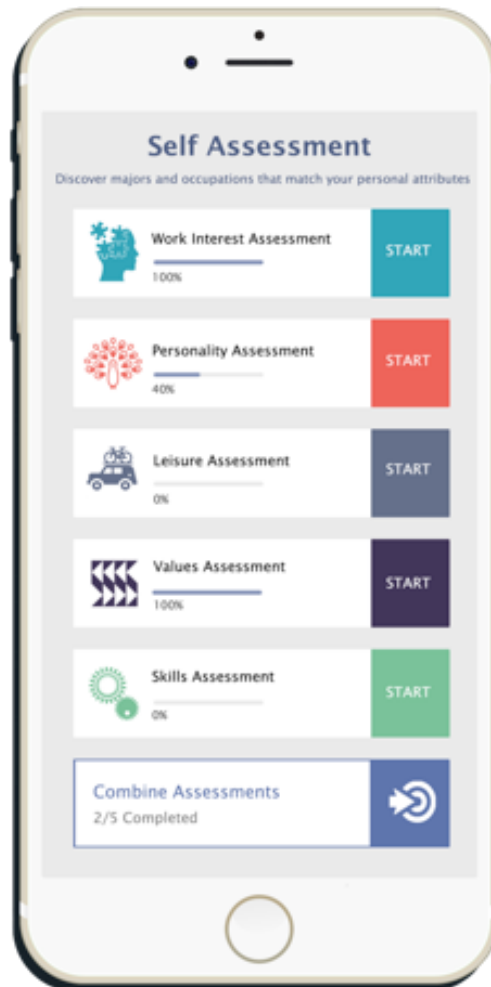 Self Assessment
Discover majors and occupations that match your personal attributes
Work Interest Assessment
START
100%
Personality Assessment
START
40%
Leisure Assessment
START
0%
Values Assessment
START
100%
Skills Assessment
START
0%
Combine Assessments
2/5 Completed